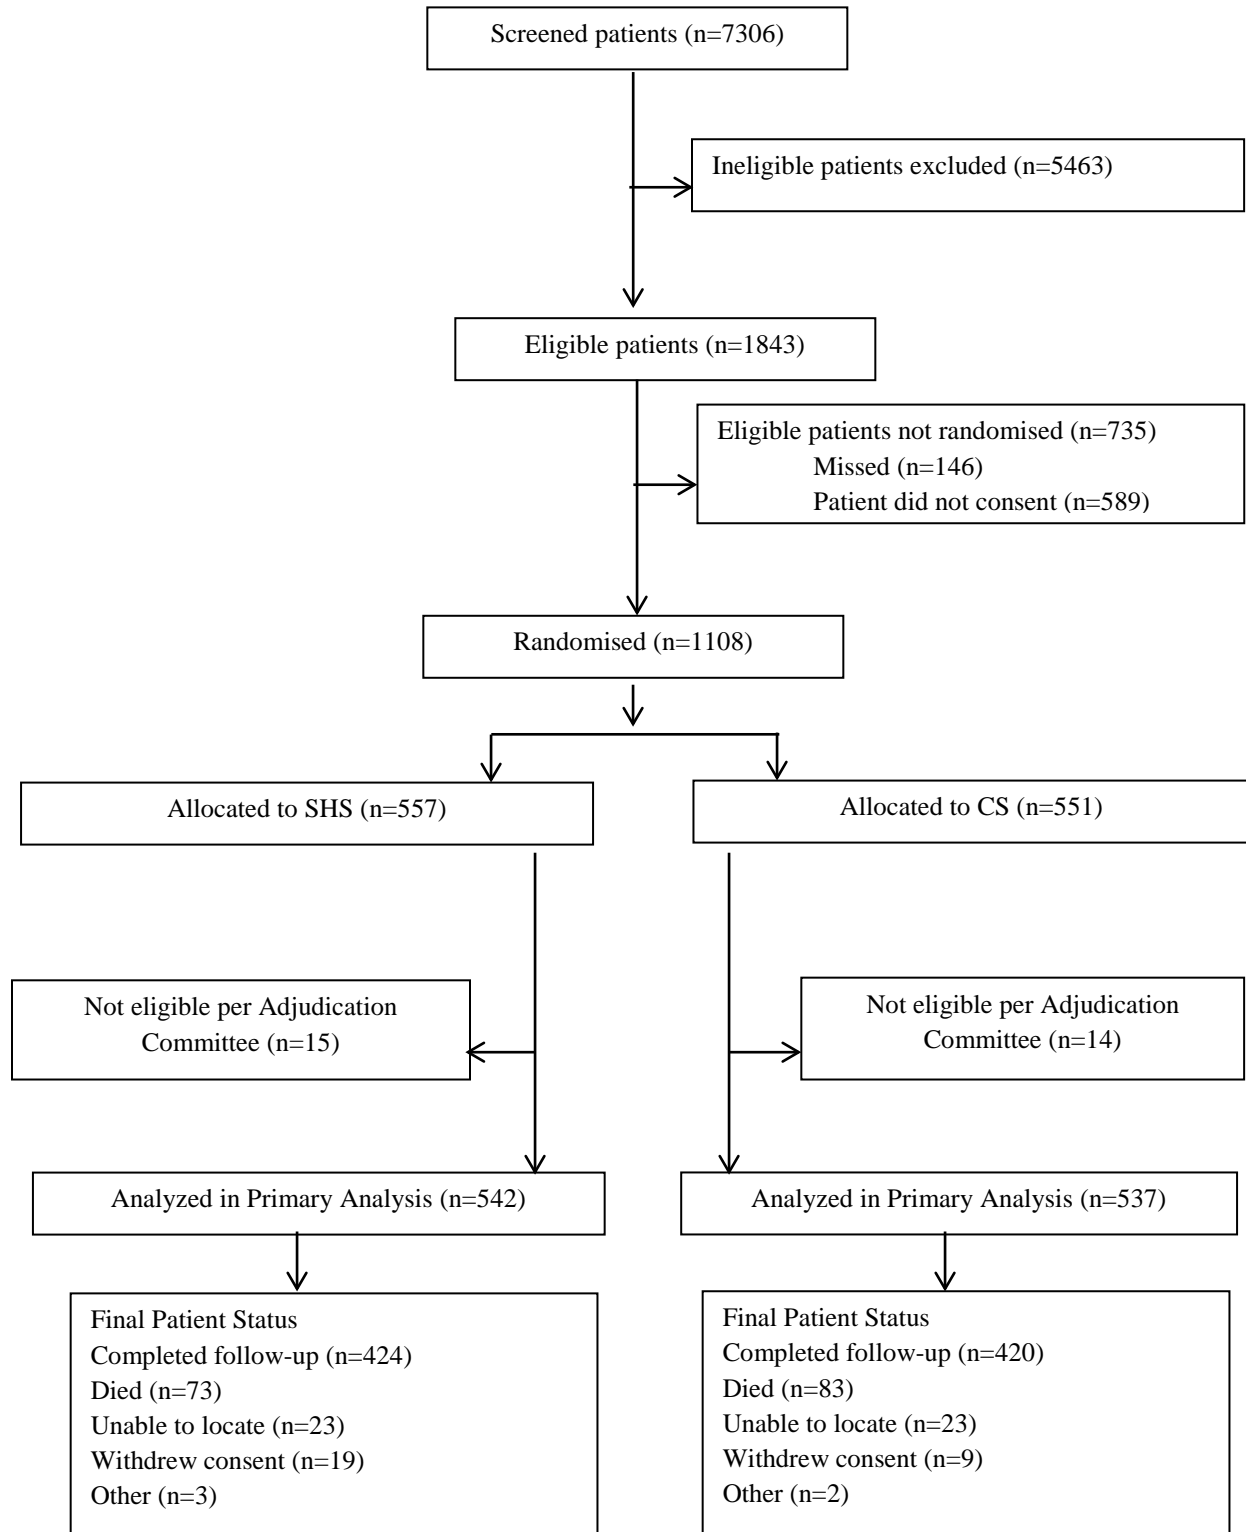 Screened patients (n=7306)
Ineligible patients excluded (n=5463)
Eligible patients (n=1843)
Eligible patients not randomised (n=735)
Missed (n=146)
Patient did not consent (n=589)
Randomised (n=1108)
Allocated to SHS (n=557)
Allocated to CS (n=551)
Not eligible per Adjudication
Committee (n=15)
Not eligible per Adjudication
Committee (n=14)
Analyzed in Primary Analysis (n=542)
Analyzed in Primary Analysis (n=537)
Final Patient Status
Completed follow-up (n=424)
Died (n=73)
Unable to locate (n=23)
Withdrew consent (n=19)
Other (n=3)
Final Patient Status
Completed follow-up (n=420)
Died (n=83)
Unable to locate (n=23)
Withdrew consent (n=9)
Other (n=2)